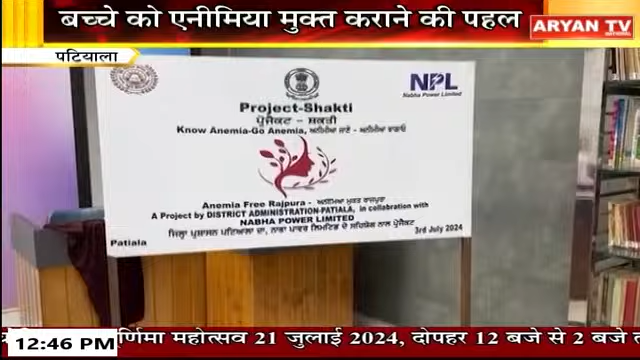 बच्चे को एनीमिया मुक्त कराने की पहल
ARYAN TV
NATIONAL
पटियाला
NPL
Nabha Power Limited
Project-Shakti
ਪ੍ਰੋਜੈਕਟ – ਸ਼ਕਤੀ
Know Anemia-Go Anemia, ਅਨੀਮਿਆ ਜਾਣੋ - ਅਨੀਮਿਆ ਭਜਾਓ
Anemia Free Rajpura - ਅਨੀਮਿਆ ਮੁਕਤ ਰਾਜਪੁਰਾ
A Project by DISTRICT ADMINISTRATION-PATIALA, in collabration with
NABHA POWER LIMITED
ਜਿਲ੍ਹਾ ਪ੍ਰਸ਼ਾਸਨ ਪਟਿਆਲਾ ਦਾ, ਨਾਭਾ ਪਾਵਰ ਲਿਮਟਿਡ ਦੇ ਸਹਿਯੋਗ ਨਾਲ ਪ੍ਰੋਜੈਕਟ
Patiala
3rd July 2024
12:46 PM
र्णिमा महोत्सव 21 जुलाई 2024, दोपहर 12 बजे से 2 बजे